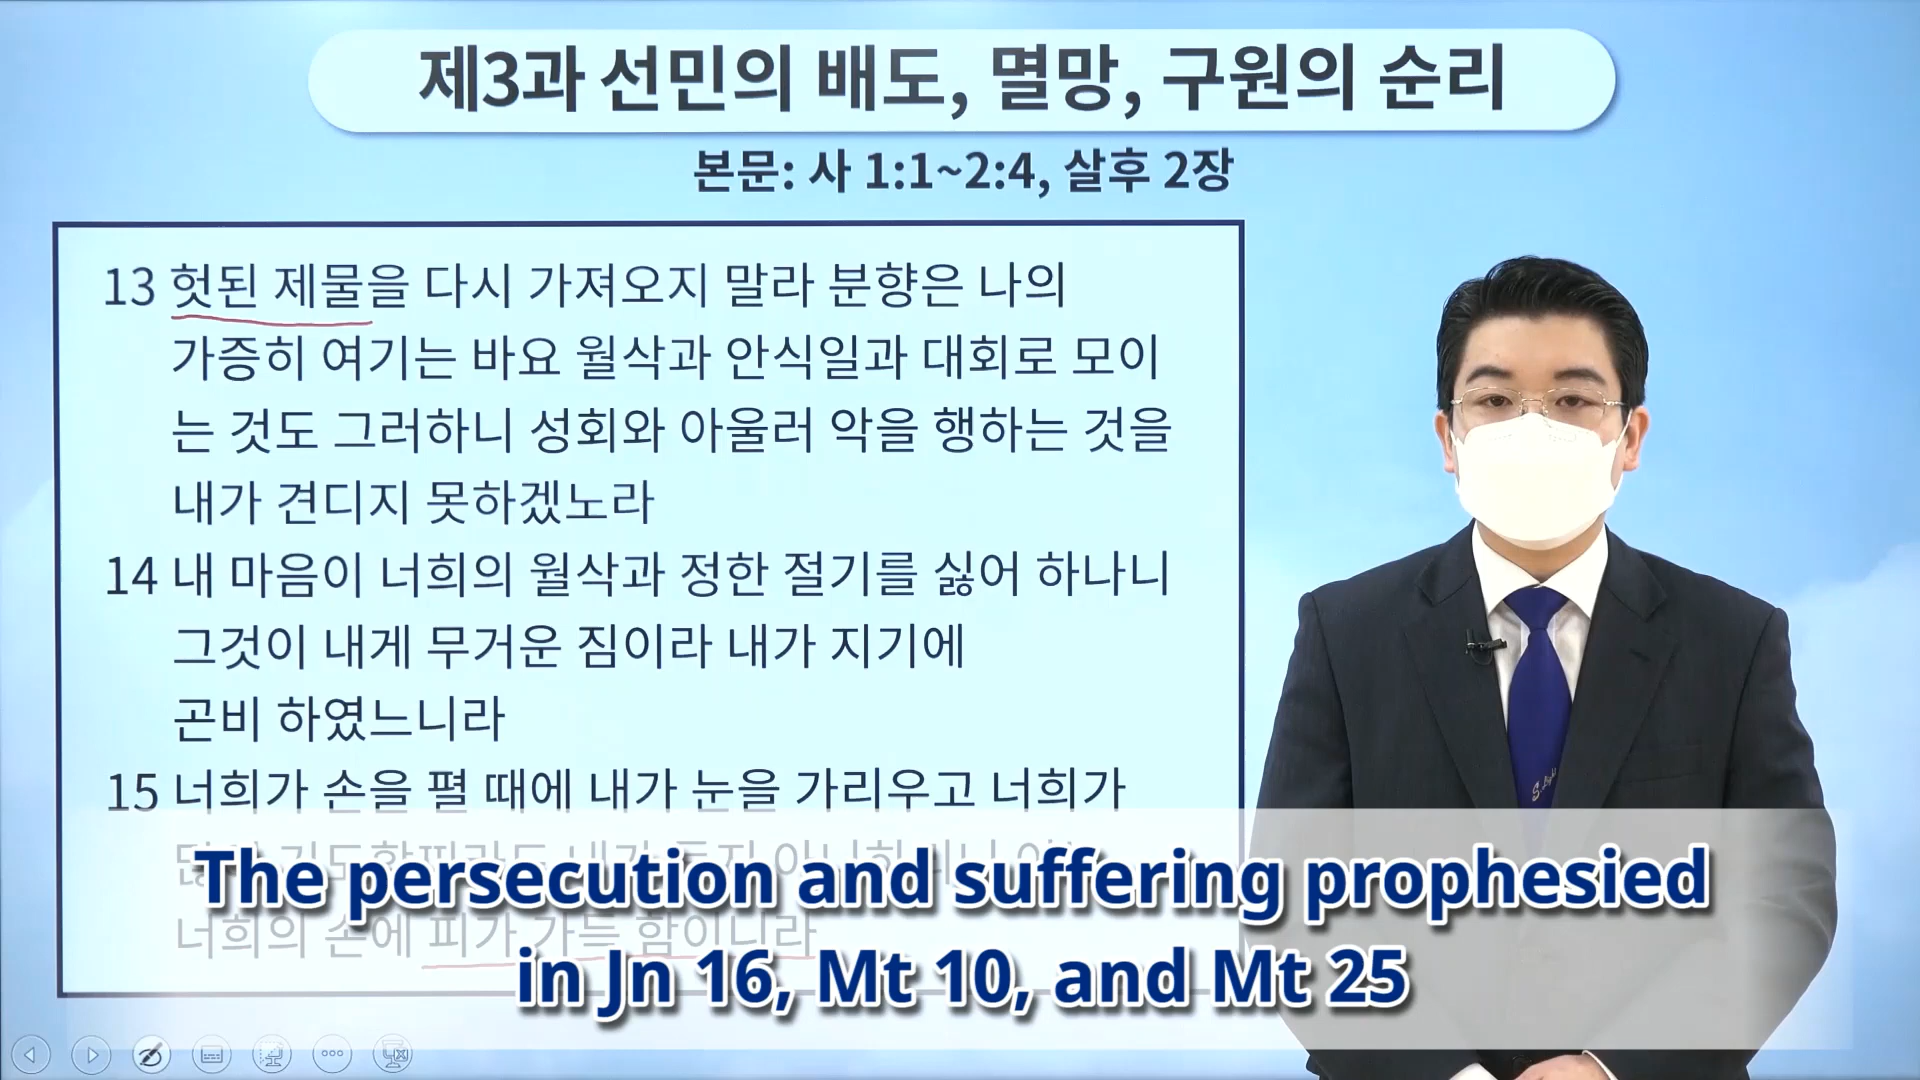 제3과 선민의 배도, 멸망, 구원의 순리
본문: 사 1:1~2:4, 살후 2장
13 헛된 제물을 다시 가져오지 말라 분향은 나의
가증히 여기는 바요 월삭과 안식일과 대회로 모이
는 것도 그러하니 성회와 아울러 악을 행하는 것을
내가 견디지 못하겠노라
14 내 마음이 너희의 월삭과 정한 절기를 싫어 하나니
그것이 내게 무거운 짐이라 내가 지기에
곤비 하였느니라
15 너희가 손을 펼 때에 내가 눈을 가리우고 너희가
너희의 손에 피가 가득 함이니라
The persecution and suffering prophesied
in Jn 16, Mt 10, and Mt 25